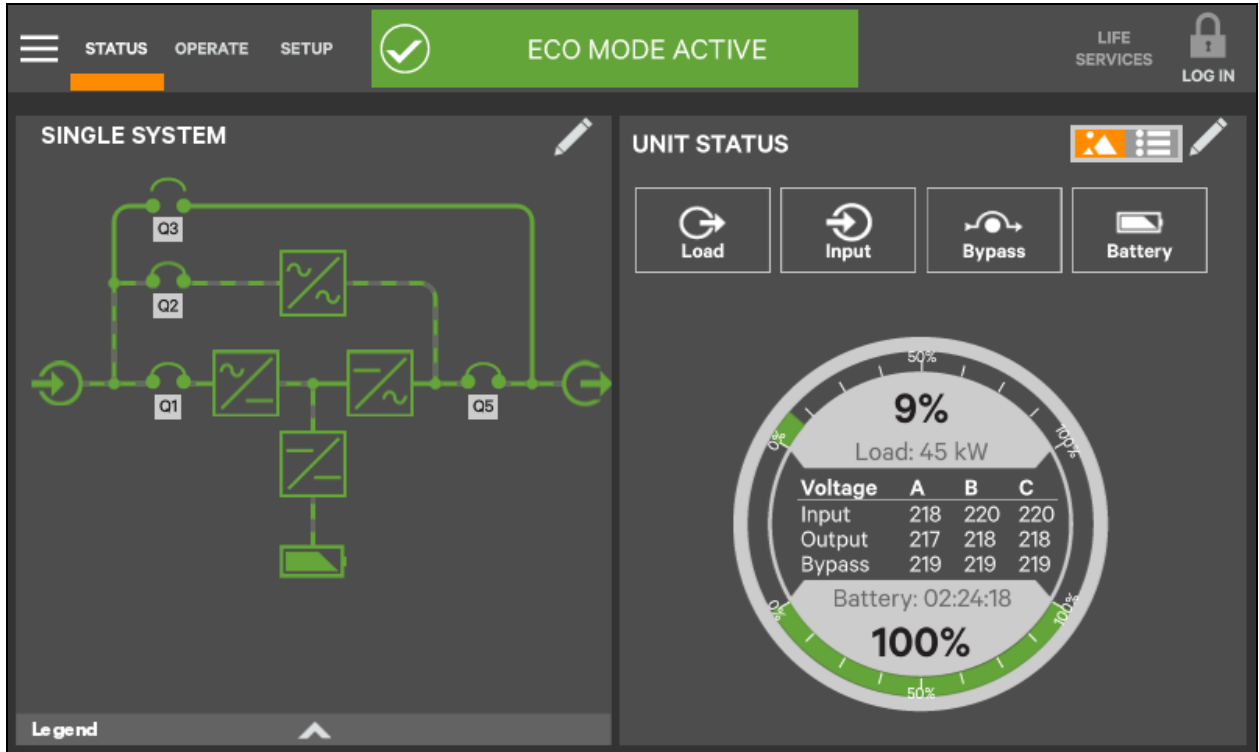 STATUS OPERATE SETUP
ECO MODE ACTIVE
LIFE
SERVICES
LOG IN
SINGLE SYSTEM
Q3
Q2
Q1
Q5
Legend
UNIT STATUS
Load Input Bypass Battery
50%
0% 100%
9%
Load: 45 kW
Voltage A B C
Input 218 220 220
Output 217 218 218
Bypass 219 219 219
Battery: 02:24:18
0% 100%
100%
50%